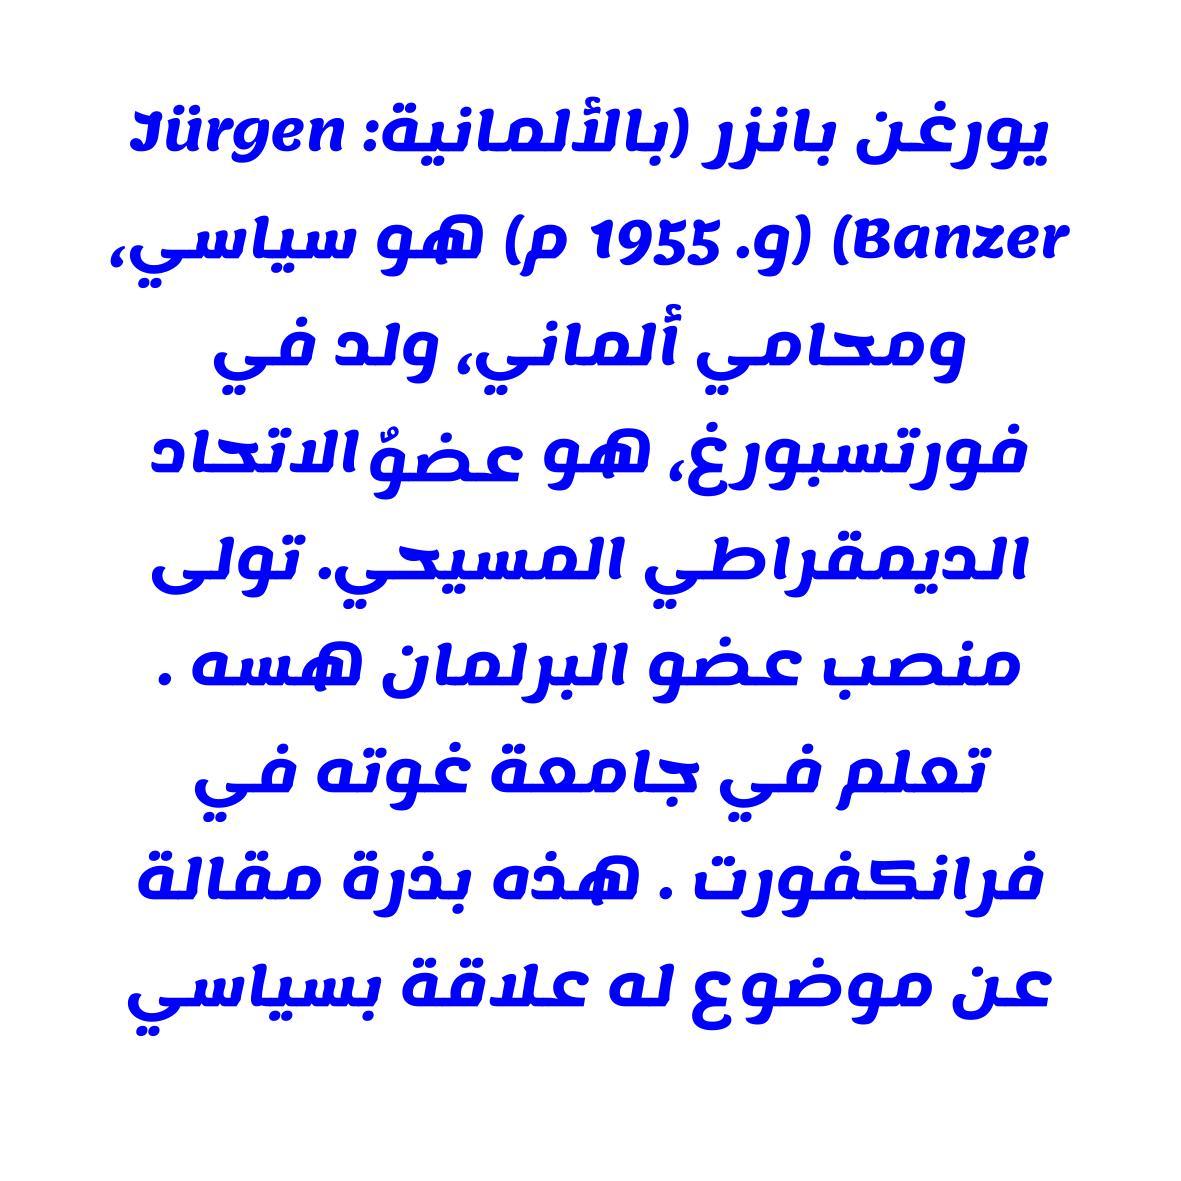 يورغن بانزر (بالألمانية: Jürgen
Banzer) (و. 1955 م) هو سياسي،
ومحامي ألماني، ولد في
فورتسبورغ، هو عضوٌ الاتحاد
الديمقراطي المسيحي. تولى
منصب عضو البرلمان هسه .
تعلم في جامعة غوته في
فرانكفورت . هذه بذرة مقالة
عن موضوع له علاقة بسياسي